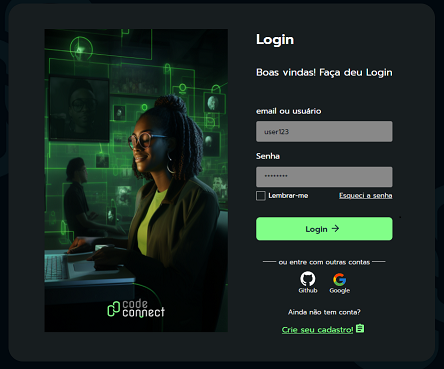 Login
Boas vindas! Faça deu Login
email ou usuário
user123
Senha
Lembrar-me
Esqueci a senha
Login →
ou entre com outras contas
Github
Google
Ainda não tem conta?
Crie seu cadastro!
code
connect